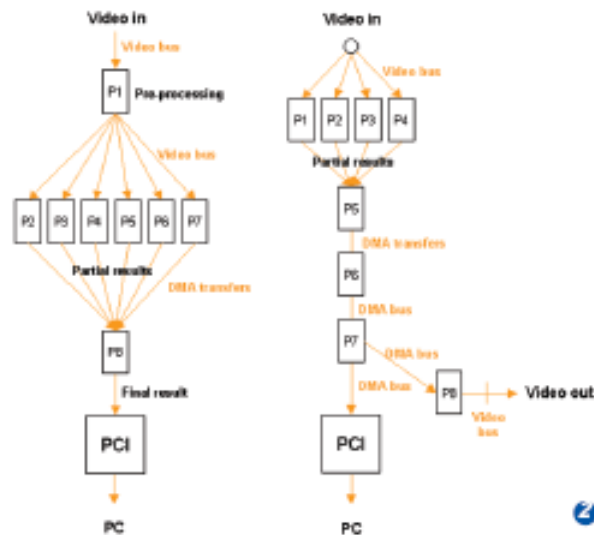 Video in
Video bus
P1
Pre-processing
Video bus
P2 P3 P4 P5 P6 P7
Partial results
DMA transfers
P8
Final result
PCI
PC
Video in
Video bus
P1 P2 P3 P4
Partial results
P5
DMA transfers
P6
DMA bus
P7
DMA bus
DMA bus
P8
Video out
Video
bus
PCI
PC
2